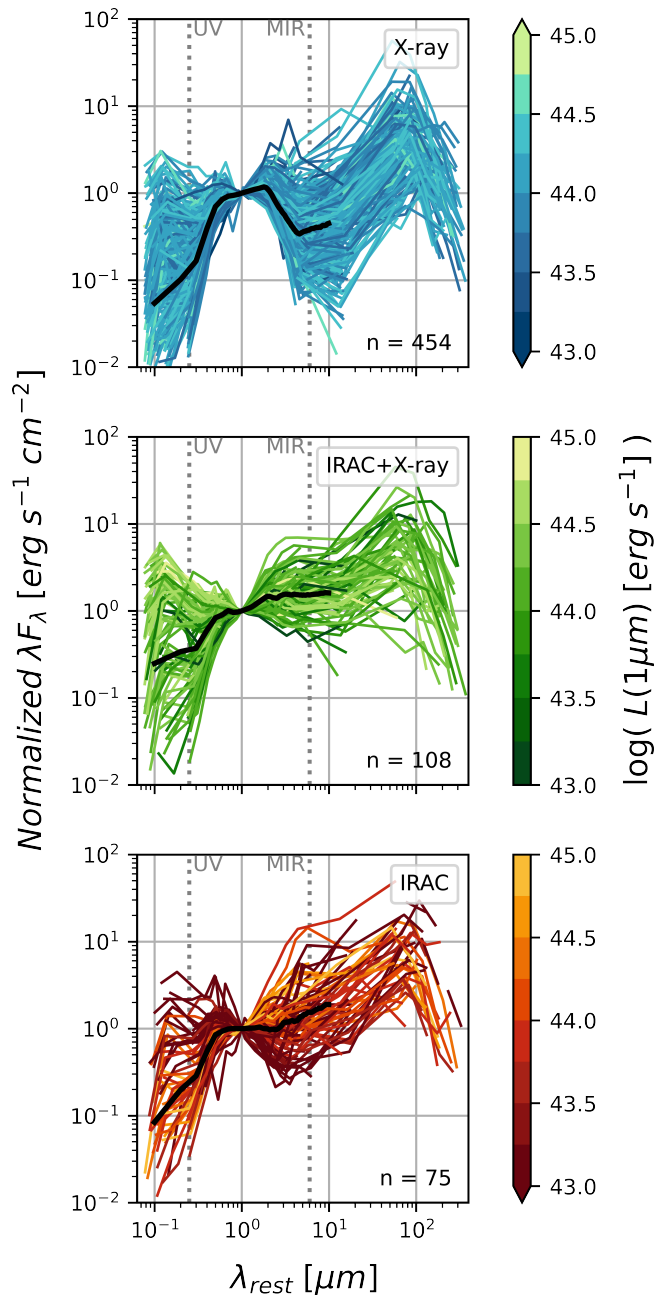 10²
UV MIR
X-ray
10¹
10⁰
10⁻¹
10⁻²
n = 454
45.0
44.5
44.0
43.5
43.0
10²
UV MIR
IRAC+X-ray
10¹
10⁰
10⁻¹
10⁻²
n = 108
45.0
44.5
44.0
43.5
43.0
10²
UV MIR
IRAC
10¹
10⁰
10⁻¹
10⁻²
n = 75
45.0
44.5
44.0
43.5
43.0
10⁻¹ 10⁰ 10¹ 10²
λ_rest [μm]
Normalized λF_λ [erg s⁻¹ cm⁻²]
log( L(1μm) [erg s⁻¹] )